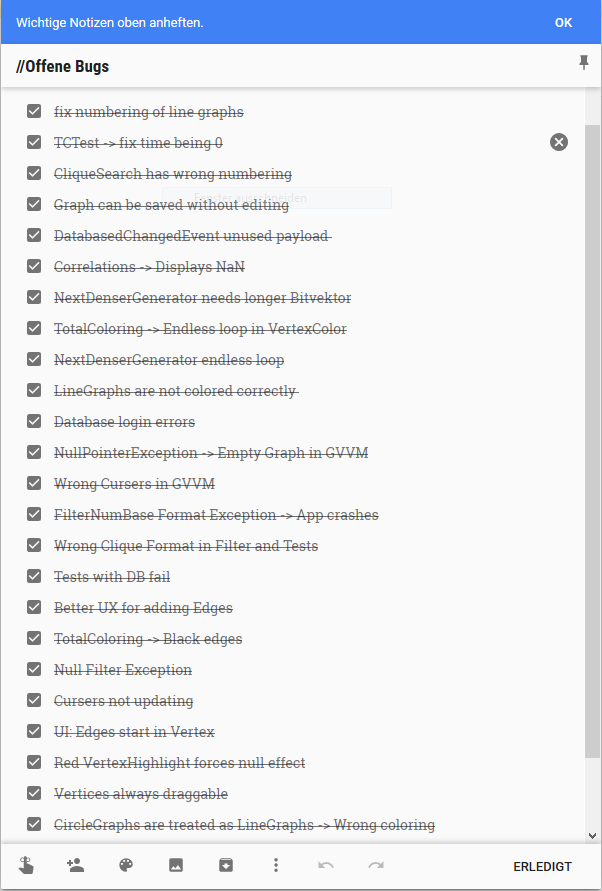 Wichtige Notizen oben anheften.
OK
//Offene Bugs
fix numbering of line graphs
TCTest -> fix time being 0
CliqueSearch has wrong numbering
Fenster ausschneiden
Graph can be saved without editing
DatabasedChangedEvent unused payload
Correlations -> Displays NaN
NextDenserGenerator needs longer Bitvektor
TotalColoring -> Endless loop in VertexColor
NextDenserGenerator endless loop
LineGraphs are not colored correctly
Database login errors
NullPointerException -> Empty Graph in GVVM
Wrong Cursers in GVVM
FilterNumBase Format Exception -> App crashes
Wrong Clique Format in Filter and Tests
Tests with DB fail
Better UX for adding Edges
TotalColoring -> Black edges
Null Filter Exception
Cursers not updating
UI: Edges start in Vertex
Red VertexHighlight forces null effect
Vertices always draggable
CircleGraphs are treated as LineGraphs -> Wrong coloring
ERLEDIGT